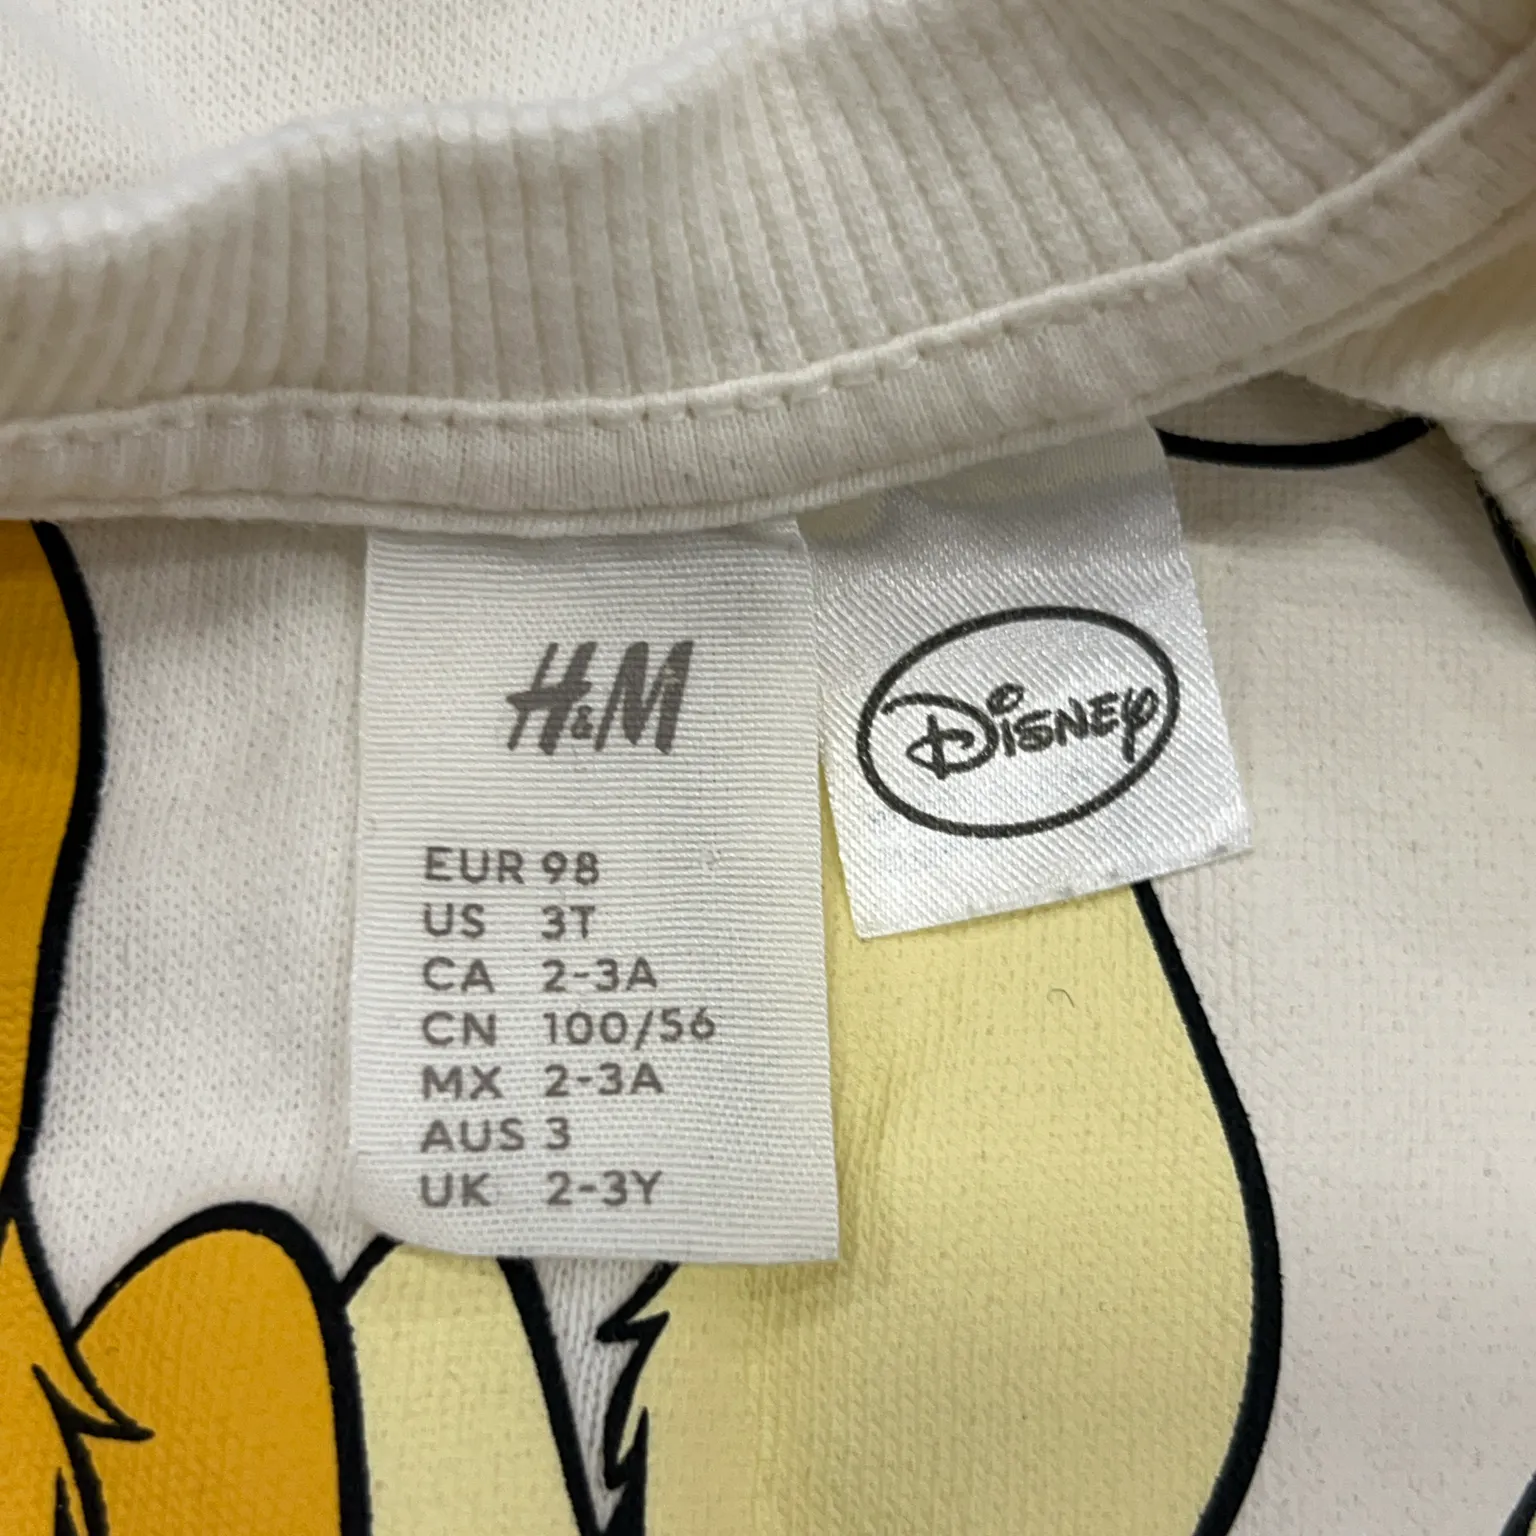 H&M
DISNEY
EUR 98
US 3T
CA 2-3A
CN 100/56
MX 2-3A
AUS 3
UK 2-3Y